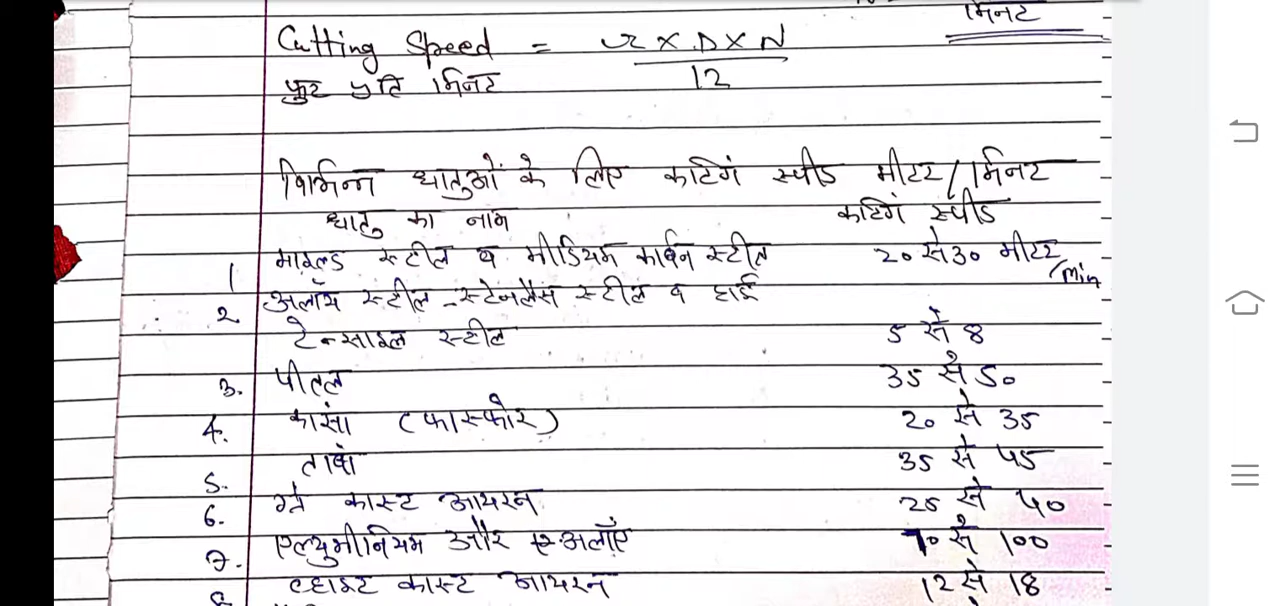 मिनट
Cutting Speed = π × D × N / 12
फुट प्रति मिनट
विभिन्न धातुओं के लिए कटिगं स्पीड मीटर/मिनट
धातु का नाम कटिगं स्पीड
1 माइल्ड स्टील व मीडियम कार्बन स्टील 20 से 30 मीटर/min
2 अलॉय स्टील - स्टेनलैस स्टील व हाई
टेन्साइल स्टील 5 से 8
3. पीतल 35 से 50
4. कांसा (फास्फोर) 20 से 35
5. तांबा 35 से 45
6. ग्रे कास्ट आयरन 25 से 40
7. एल्युमीनियम और अलॉए 70 से 100
8 व्हाइट कास्ट आयरन 12 से 18